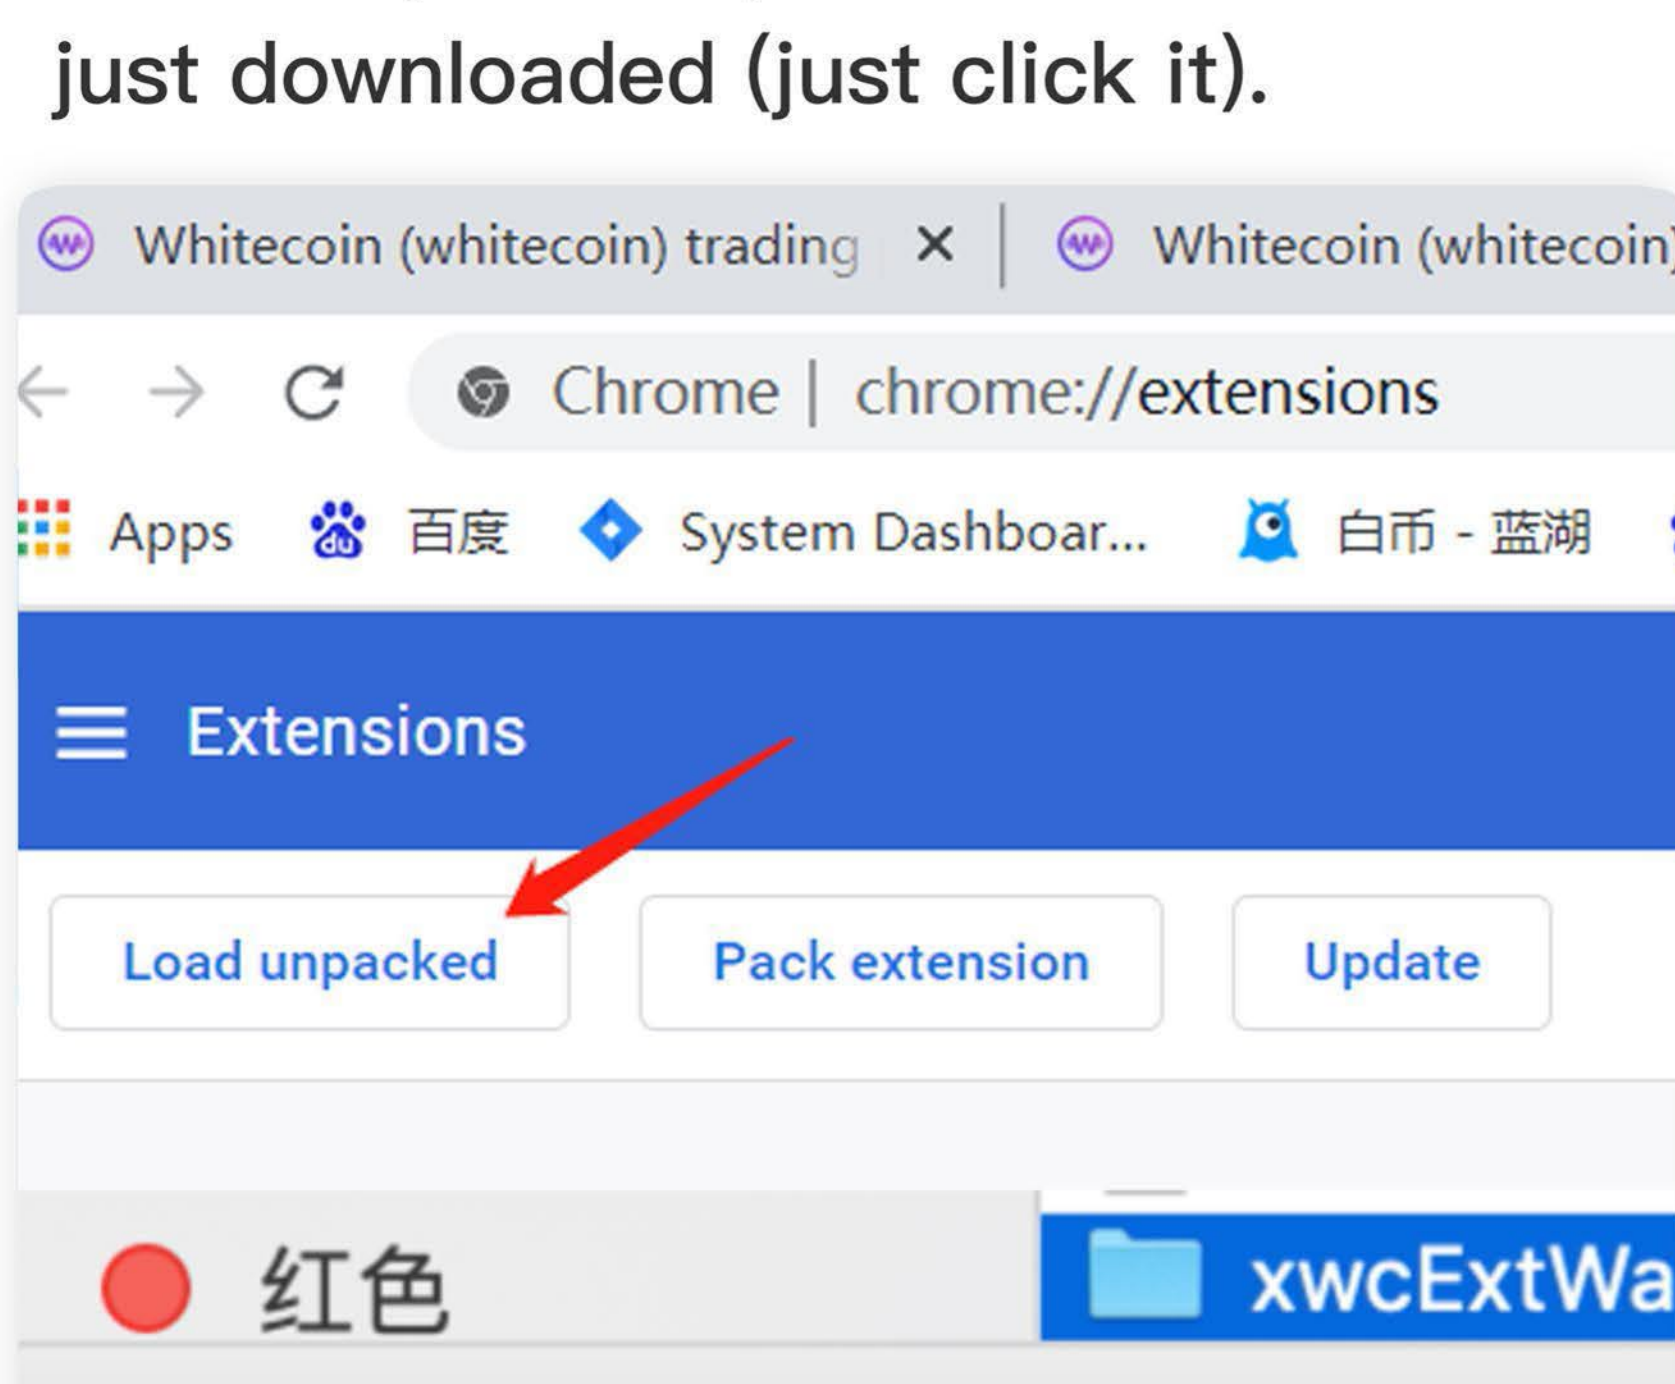 just downloaded (just click it).
Whitecoin (whitecoin) trading Whitecoin (whitecoin)
Chrome | chrome://extensions
Apps du 百度 System Dashboar... 白币 - 蓝湖
Extensions
Load unpacked Pack extension Update
红色 xwcExtWa